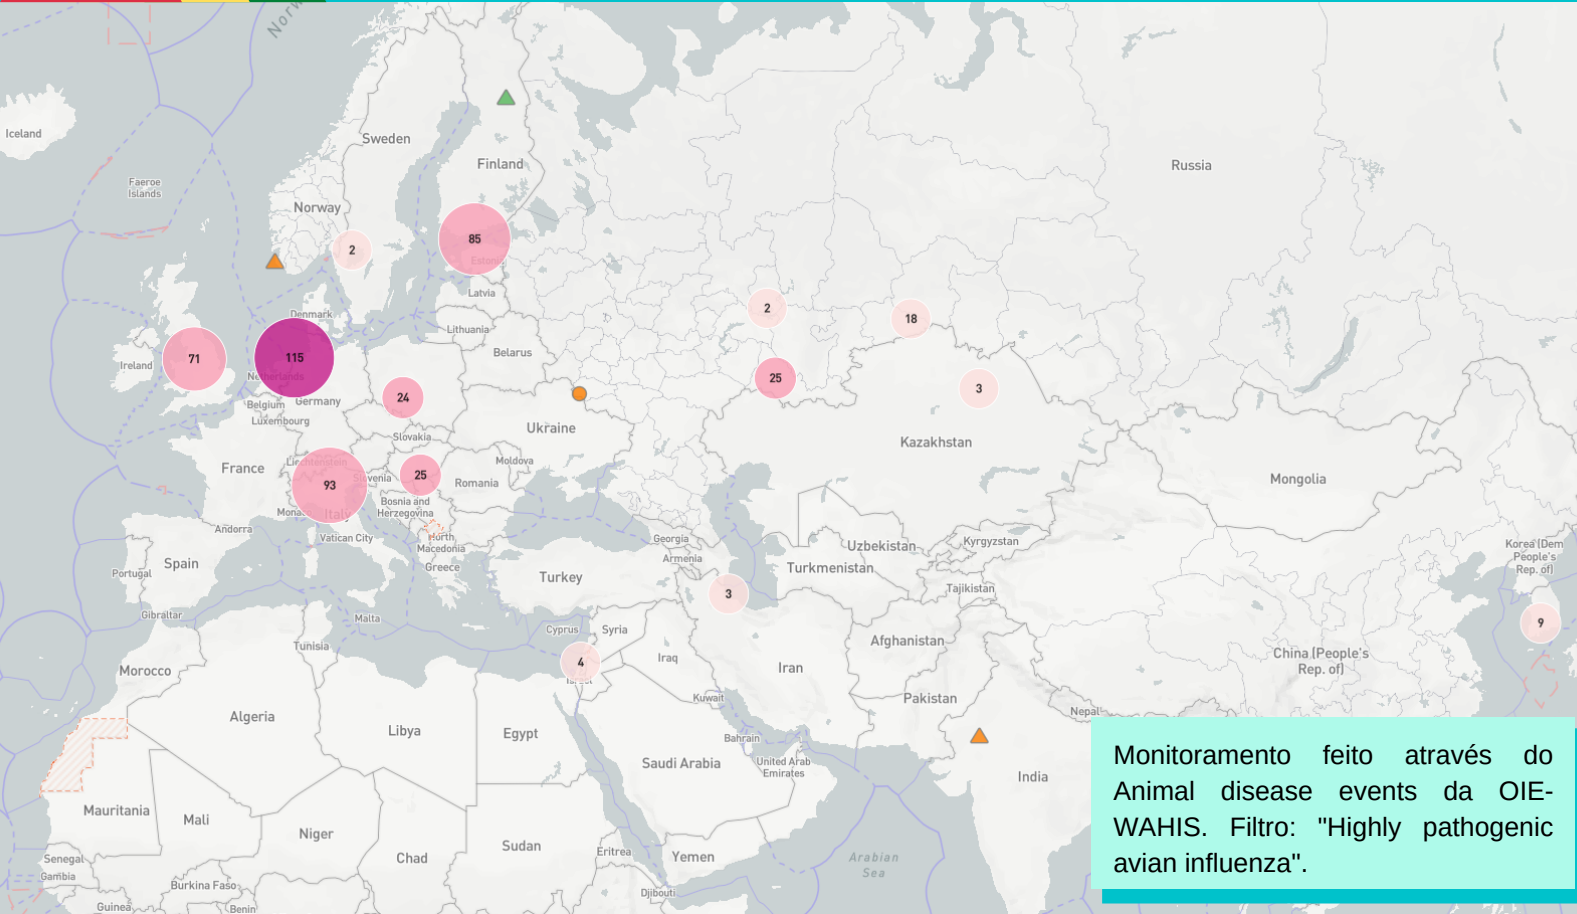 Norw
Iceland
Sweden
Finland
Russia
Faeroe
Islands
Norway
85
2
Estonia
Latvia
2
18
Denmark
Lithuania
71
115
Belarus
Ireland
Netherlands
25
3
24
Belgium
Germany
Luxembourg
Ukraine
Slovakia
Kazakhstan
France
Liechtenstein
Moldova
93
Slovenia
25
Romania
Mongolia
Bosnia and
Herzegovina
Monaco
Italy
Andorra
Vatican City
North
Macedonia
Georgia
Uzbekistan
Kyrgyzstan
Korea (Dem
People's
Rep. of)
Armenia
Spain
Greece
Turkmenistan
Portugal
Turkey
Tajikistan
3
Gibraltar
Malta
9
Cyprus
Syria
Afghanistan
Tunisia
China (People's
Rep. of)
Morocco
4
Iraq
Iran
Israel
Kuwait
Pakistan
Nepal
Algeria
Libya
Egypt
Bahrain
Saudi Arabia
United Arab
Emirates
India
Mauritania
Mali
Niger
Chad
Sudan
Eritrea
Yemen
Arabian
Sea
Senegal
Gambia
Burkina Faso
Djibouti
Guinea
Benin
Monitoramento feito através do
Animal disease events da OIE-
WAHIS. Filtro: "Highly pathogenic
avian influenza".